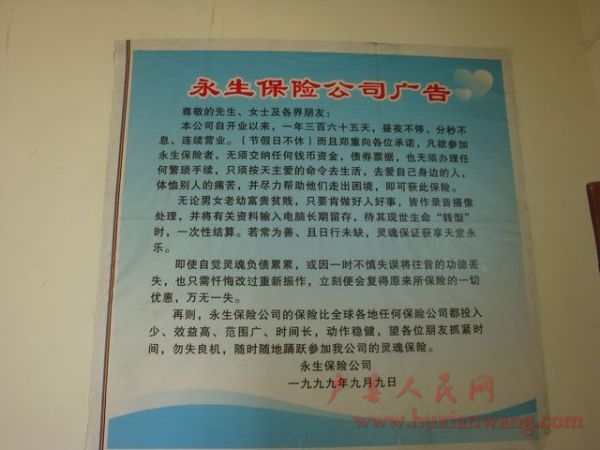 永生保险公司广告
尊敬的先生、女士及各界朋友：
本公司自开业以来，一年三百六十五天，昼夜不停、分秒不
息、连续营业。（节假日不休）而且郑重向各位承诺，凡欲参加
永生保险者，无须交纳任何钱币资金，债券票据，也无须办理任
何繁琐手续，只须按天主爱的命令去生活，去爱自己身边的人，
体恤别人的痛苦，并尽力帮助他们走出困境，即可获此保险。
无论男女老幼富贵贫贱，只要肯做好人好事，皆作录音摄像
处理，并将有关资料输入电脑长期留存，待其现世生命“转型”
时，一次性结算。若常为善、且日行未缺，灵魂保证获享天堂永
乐。
即使自觉灵魂负债累累，或因一时不慎失误将往昔的功德丢
失，也只需忏悔改过重新振作，立刻便会复得原来所保险的一切
优惠，万无一失。
再则，永生保险公司的保险比全球各地任何保险公司都投入
少、效益高、范围广、时间长，动作稳健，望各位朋友抓紧时
间，勿失良机，随时随地踊跃参加我公司的灵魂保险。
永生保险公司
一九九九年九月九日
户县人民网
www.huxianwang.com